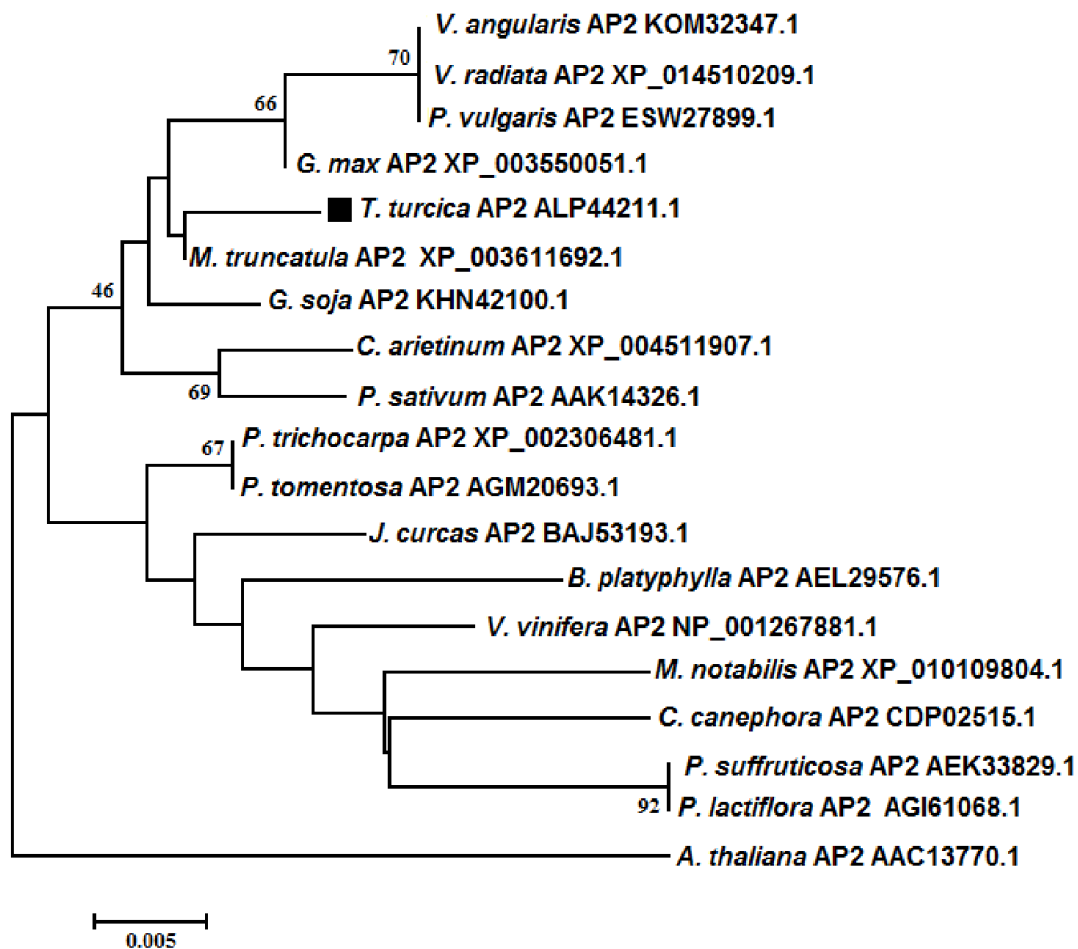 V. angularis AP2 KOM32347.1
70
V. radiata AP2 XP_014510209.1
66
P. vulgaris AP2 ESW27899.1
G. max AP2 XP_003550051.1
T. turcica AP2 ALP44211.1
M. truncatula AP2 XP_003611692.1
46
G. soja AP2 KHN42100.1
C. arietinum AP2 XP_004511907.1
69
P. sativum AP2 AAK14326.1
P. trichocarpa AP2 XP_002306481.1
67
P. tomentosa AP2 AGM20693.1
J. curcas AP2 BAJ53193.1
B. platyphylla AP2 AEL29576.1
V. vinifera AP2 NP_001267881.1
M. notabilis AP2 XP_010109804.1
C. canephora AP2 CDP02515.1
P. suffruticosa AP2 AEK33829.1
92
P. lactiflora AP2 AGI61068.1
A. thaliana AP2 AAC13770.1
0.005